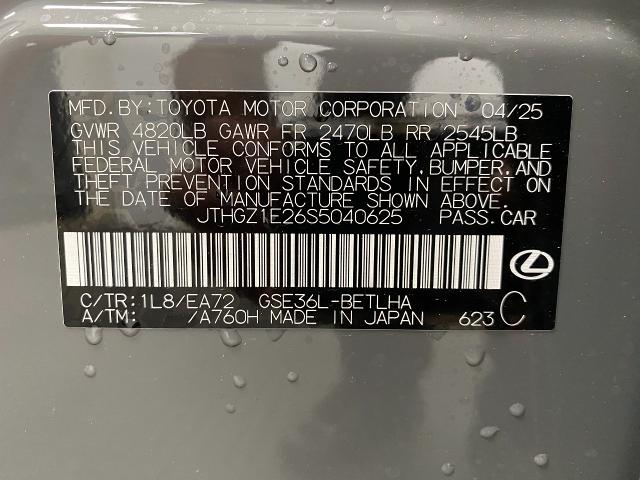 MFD.BY:TOYOTA MOTOR CORPORATION 04/25
GVWR 4820LB GAWR FR 2470LB RR 2545LB
THIS VEHICLE CONFORMS TO ALL APPLICABLE
FEDERAL MOTOR VEHICLE SAFETY,BUMPER,AND
THEFT PREVENTION STANDARDS IN EFFECT ON
THE DATE OF MANUFACTURE SHOWN ABOVE.
JTHGZ1E26S5040625 PASS.CAR
C/TR:1L8/EA72 GSE36L-BETLHA
A/TM: /A760H MADE IN JAPAN 623 C